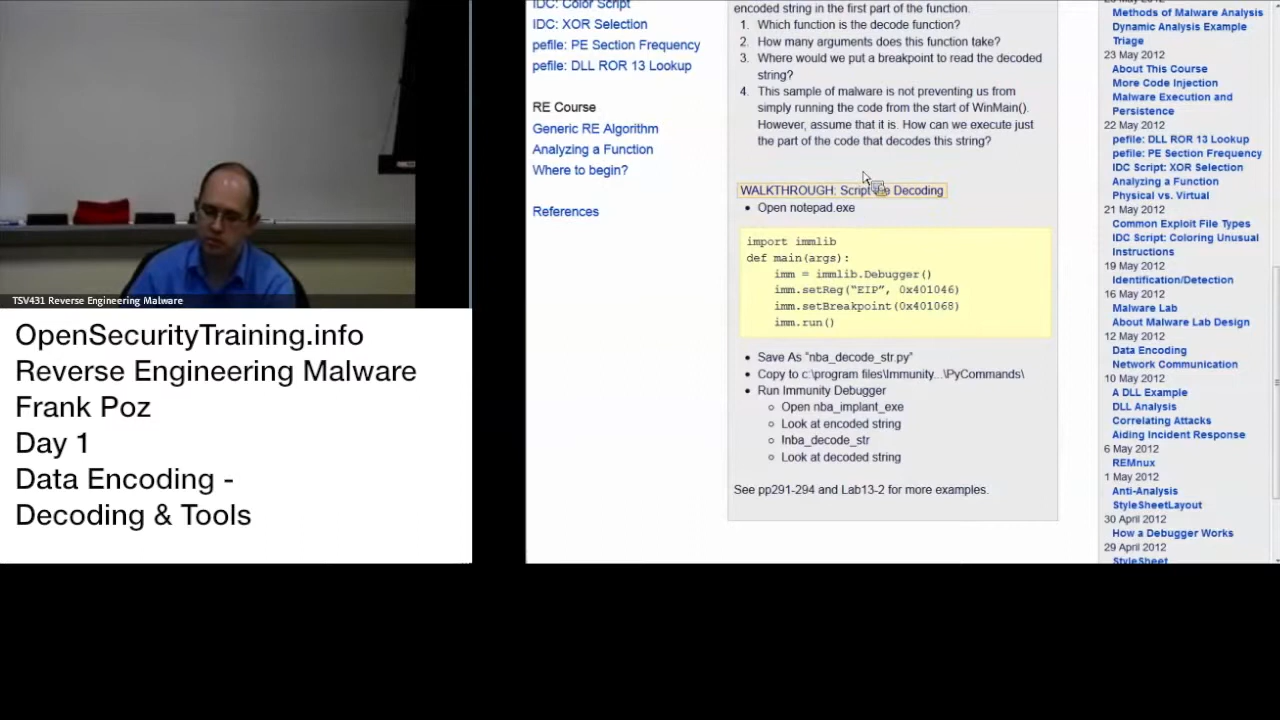 TSV431 Reverse Engineering Malware
OpenSecurityTraining.info
Reverse Engineering Malware
Frank Poz
Day 1
Data Encoding -
Decoding & Tools
IDC: Color Script
IDC: XOR Selection
pefile: PE Section Frequency
pefile: DLL ROR 13 Lookup
RE Course
Generic RE Algorithm
Analyzing a Function
Where to begin?
References
encoded string in the first part of the function.
1. Which function is the decode function?
2. How many arguments does this function take?
3. Where would we put a breakpoint to read the decoded
string?
4. This sample of malware is not preventing us from
simply running the code from the start of WinMain().
However, assume that it is. How can we execute just
the part of the code that decodes this string?
WALKTHROUGH: Script Decoding
• Open notepad.exe
import immlib
def main(args):
imm = immlib.Debugger()
imm.setReg("EIP", 0x401046)
imm.setBreakpoint(0x401068)
imm.run()
• Save As "nba_decode_str.py"
• Copy to c:\program files\Immunity...\PyCommands\
• Run Immunity Debugger
○ Open nba_implant_exe
○ Look at encoded string
○ !nba_decode_str
○ Look at decoded string
See pp291-294 and Lab13-2 for more examples.
Methods of Malware Analysis
Dynamic Analysis Example
Triage
23 May 2012
About This Course
More Code Injection
Malware Execution and
Persistence
22 May 2012
pefile: DLL ROR 13 Lookup
pefile: PE Section Frequency
IDC Script: XOR Selection
Analyzing a Function
Physical vs. Virtual
21 May 2012
Common Exploit File Types
IDC Script: Coloring Unusual
Instructions
19 May 2012
Identification/Detection
16 May 2012
Malware Lab
About Malware Lab Design
12 May 2012
Data Encoding
Network Communication
10 May 2012
A DLL Example
DLL Analysis
Correlating Attacks
Aiding Incident Response
6 May 2012
REMnux
1 May 2012
Anti-Analysis
StyleSheetLayout
30 April 2012
How a Debugger Works
29 April 2012
StyleSheet